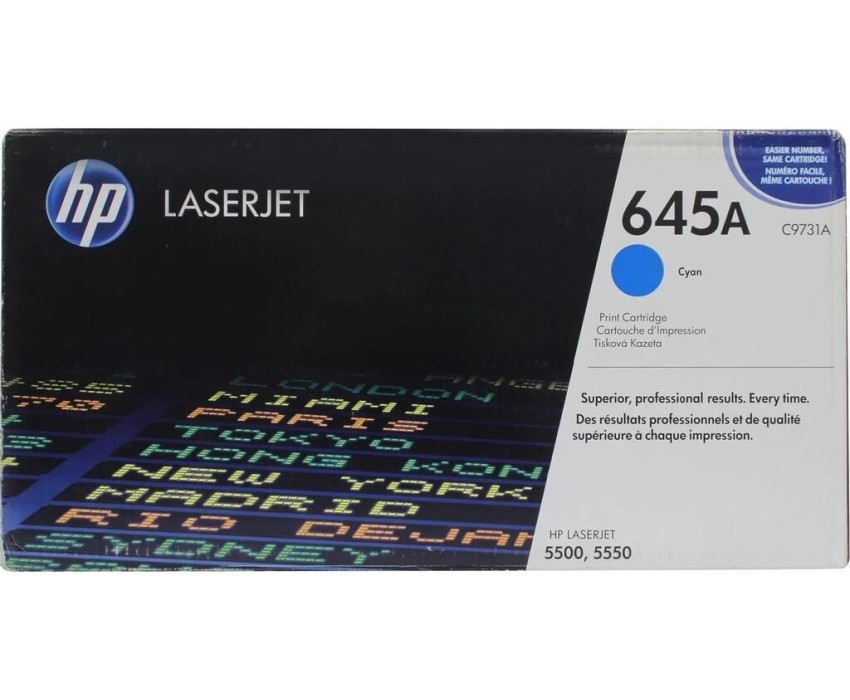 hp
LASERJET
EASIER NUMBER,
SAME CARTRIDGE!
NUMÉRO FACILE,
MÊME CARTOUCHE !
645A
C9731A
Cyan
Print Cartridge
Cartouche d'Impression
Tisková Kazeta
Superior, professional results. Every time.
Des résultats professionnels et de qualité
supérieure à chaque impression.
LONDON
MIAMI
PARIS
TOKYO
HONG KON
NEW YORK
MADRID
RIO DEJAN
SYDNEY
HP LASERJET
5500, 5550